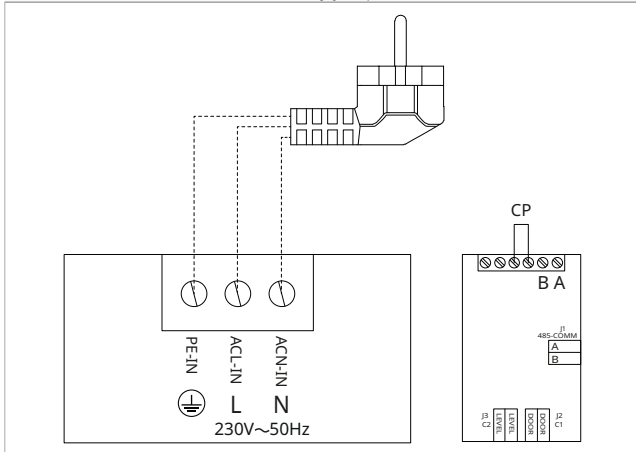 CP
B A
J1
485-COMM
A
B
PE-IN
ACL-IN
ACN-IN
L N
230V～50Hz
J3
C2
LEVEL
LEVEL
DOOR
DOOR
J2
C1